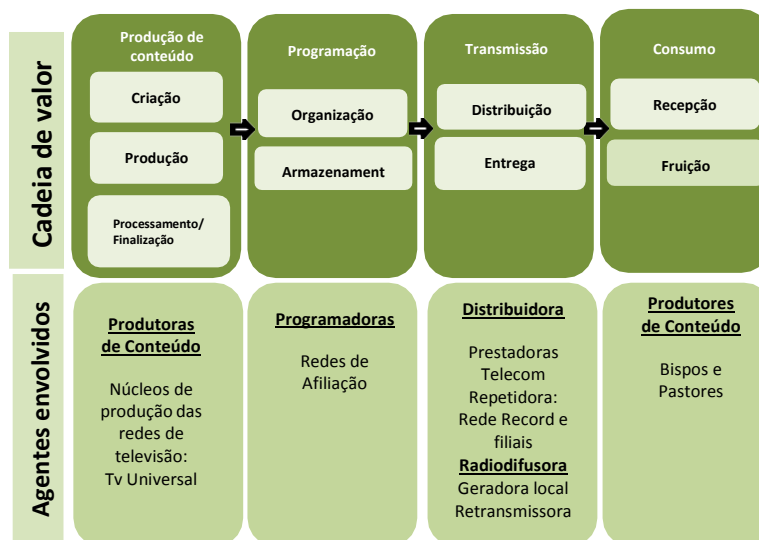 Cadeia de valor
Produção de
conteúdo
Criação
Produção
Processamento/
Finalização
Programação
Organização
Armazenament
Transmissão
Distribuição
Entrega
Consumo
Recepção
Fruição
Agentes envolvidos
Produtoras
de Conteúdo
Núcleos de
produção das
redes de
televisão:
Tv Universal
Programadoras
Redes de
Afiliação
Distribuidora
Prestadoras
Telecom
Repetidora:
Rede Record e
filiais
Radiodifusora
Geradora local
Retransmissora
Produtores
de Conteúdo
Bispos e
Pastores